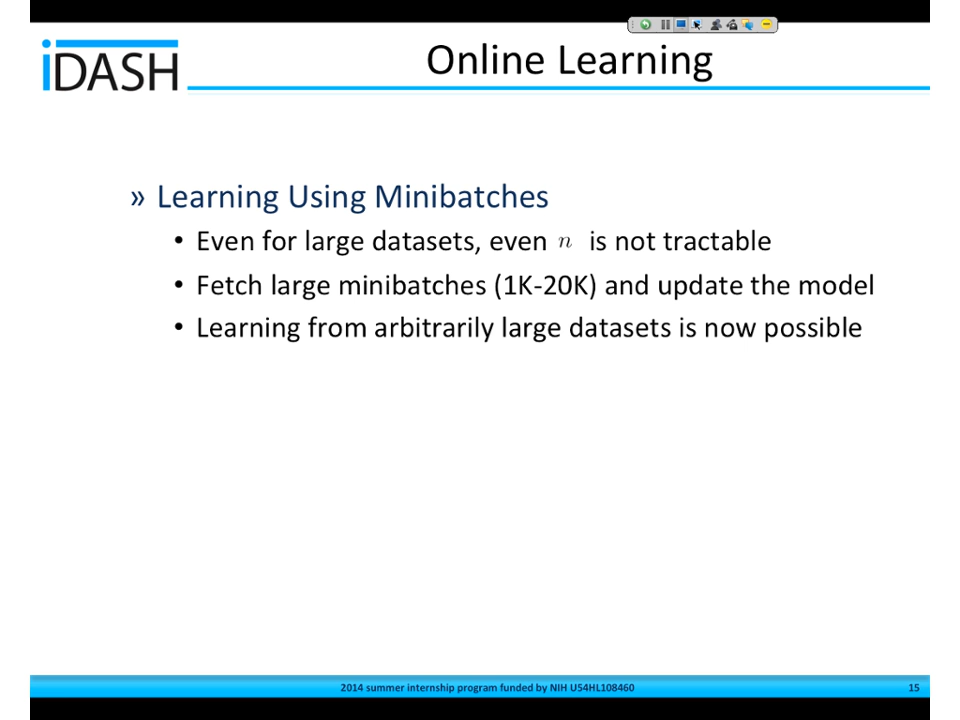 iDASH
Online Learning
» Learning Using Minibatches
• Even for large datasets, even n is not tractable
• Fetch large minibatches (1K-20K) and update the model
• Learning from arbitrarily large datasets is now possible
2014 summer internship program funded by NIH U54HL108460
15